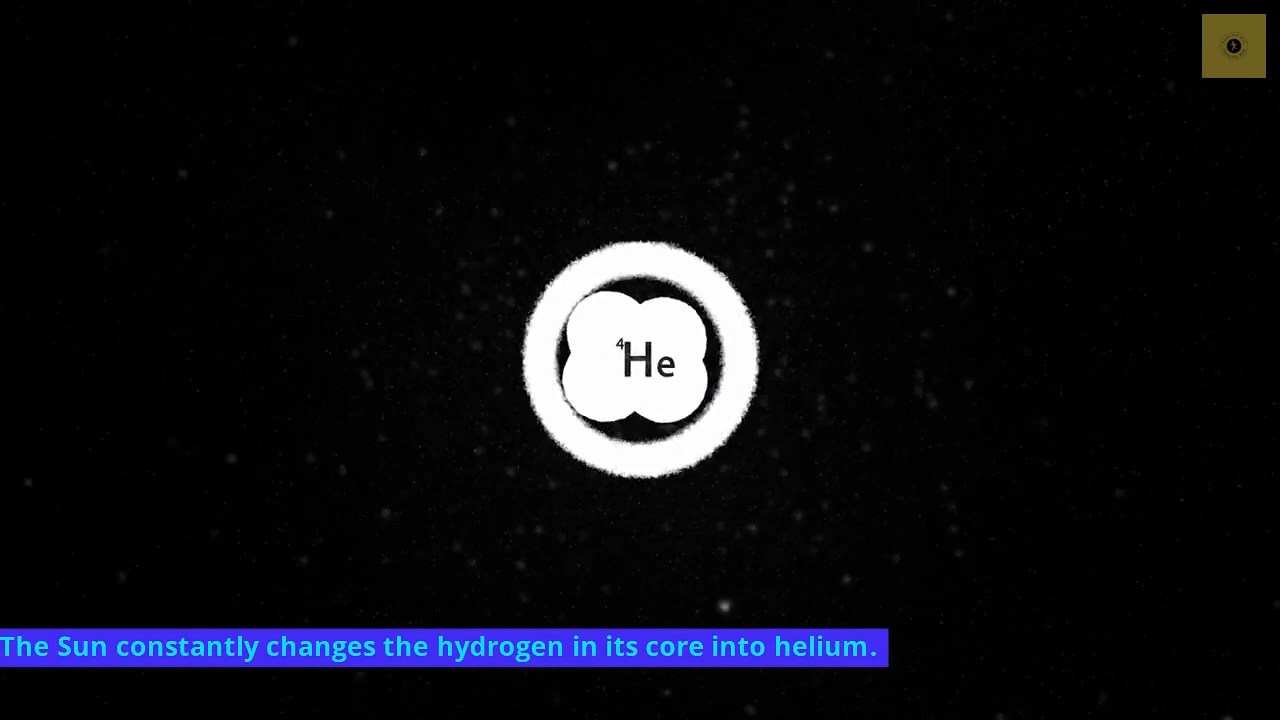 4He
The Sun constantly changes the hydrogen in its core into helium.